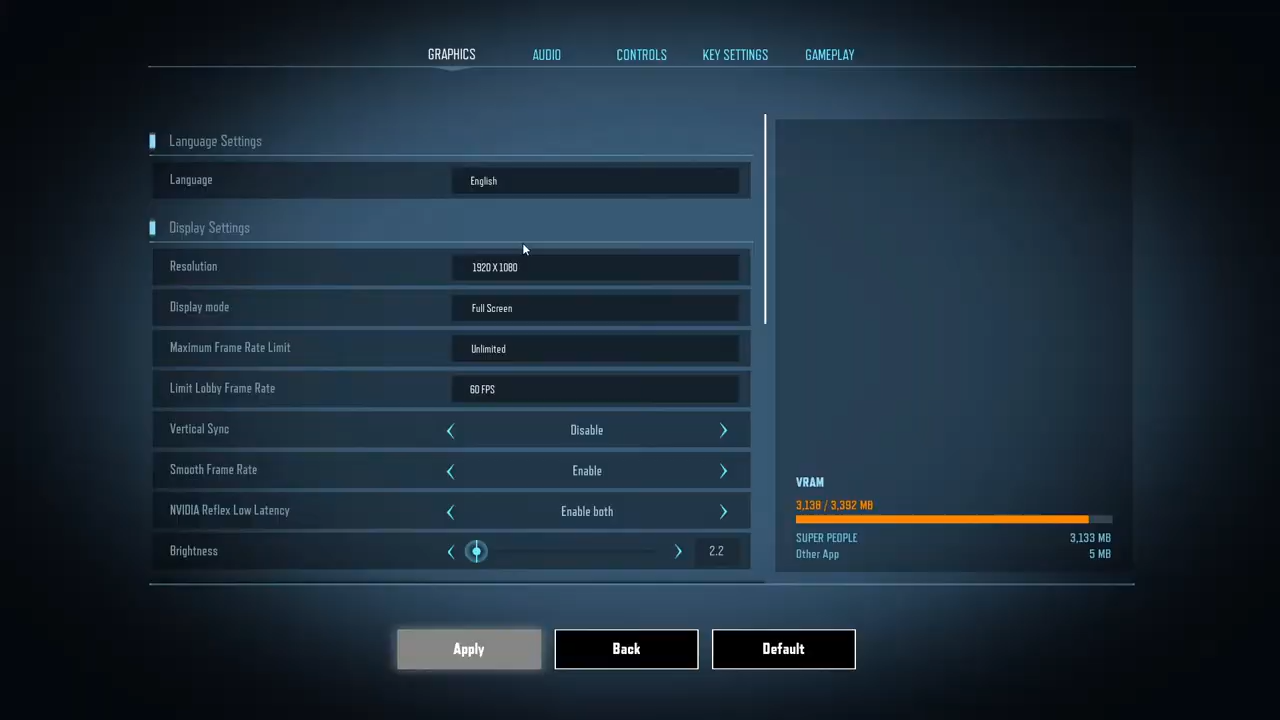 GRAPHICS AUDIO CONTROLS KEY SETTINGS GAMEPLAY
Language Settings
Language English
Display Settings
Resolution 1920 X 1080
Display mode Full Screen
Maximum Frame Rate Limit Unlimited
Limit Lobby Frame Rate 60 FPS
Vertical Sync Disable
Smooth Frame Rate Enable
NVIDIA Reflex Low Latency Enable both
Brightness 2.2
VRAM
3,138 / 3,392 MB
SUPER PEOPLE 3,133 MB
Other App 5 MB
Apply Back Default